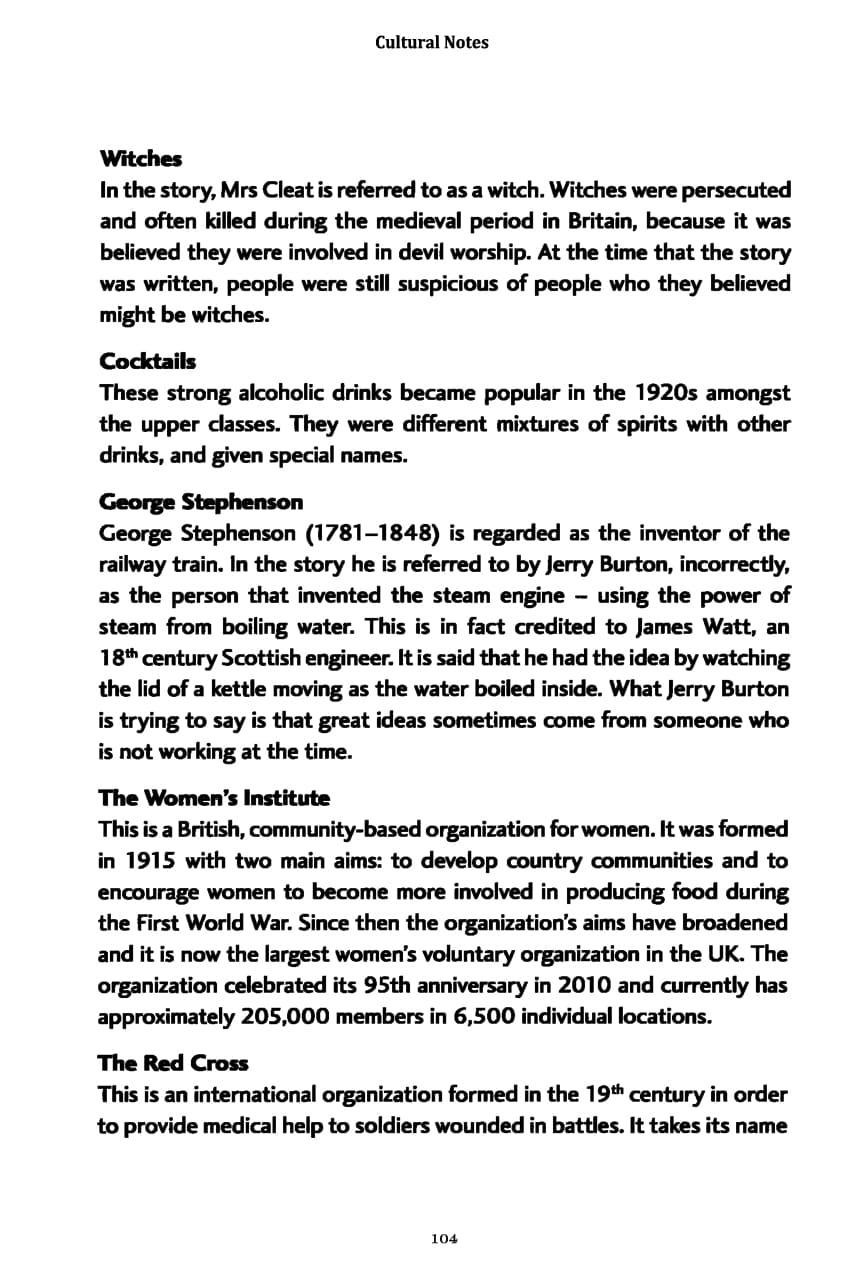 Cultural Notes
Witches
In the story, Mrs Cleat is referred to as a witch. Witches were persecuted
and often killed during the medieval period in Britain, because it was
believed they were involved in devil worship. At the time that the story
was written, people were still suspicious of people who they believed
might be witches.
Cocktails
These strong alcoholic drinks became popular in the 1920s amongst
the upper classes. They were different mixtures of spirits with other
drinks, and given special names.
George Stephenson
George Stephenson (1781–1848) is regarded as the inventor of the
railway train. In the story he is referred to by Jerry Burton, incorrectly,
as the person that invented the steam engine – using the power of
steam from boiling water. This is in fact credited to James Watt, an
18th century Scottish engineer. It is said that he had the idea by watching
the lid of a kettle moving as the water boiled inside. What Jerry Burton
is trying to say is that great ideas sometimes come from someone who
is not working at the time.
The Women's Institute
This is a British, community-based organization for women. It was formed
in 1915 with two main aims: to develop country communities and to
encourage women to become more involved in producing food during
the First World War. Since then the organization's aims have broadened
and it is now the largest women's voluntary organization in the UK. The
organization celebrated its 95th anniversary in 2010 and currently has
approximately 205,000 members in 6,500 individual locations.
The Red Cross
This is an international organization formed in the 19th century in order
to provide medical help to soldiers wounded in battles. It takes its name
104